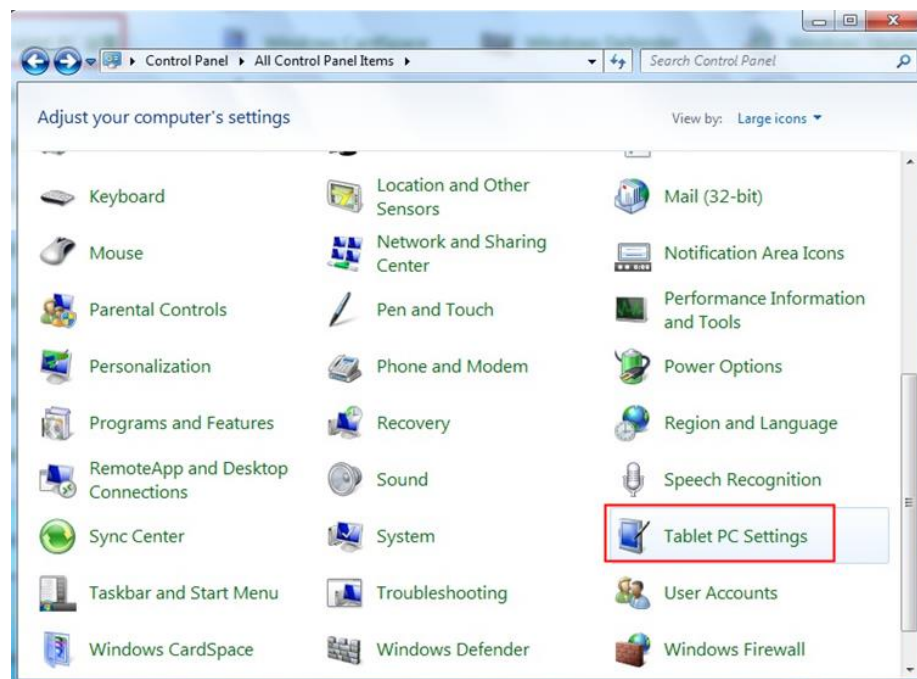 Control Panel ▸ All Control Panel Items ▸
Search Control Panel
Adjust your computer's settings
View by: Large icons
Keyboard
Location and Other
Sensors
Mail (32-bit)
Mouse
Network and Sharing
Center
Notification Area Icons
Parental Controls
Pen and Touch
Performance Information
and Tools
Personalization
Phone and Modem
Power Options
Programs and Features
Recovery
Region and Language
RemoteApp and Desktop
Connections
Sound
Speech Recognition
Sync Center
System
Tablet PC Settings
Taskbar and Start Menu
Troubleshooting
User Accounts
Windows CardSpace
Windows Defender
Windows Firewall